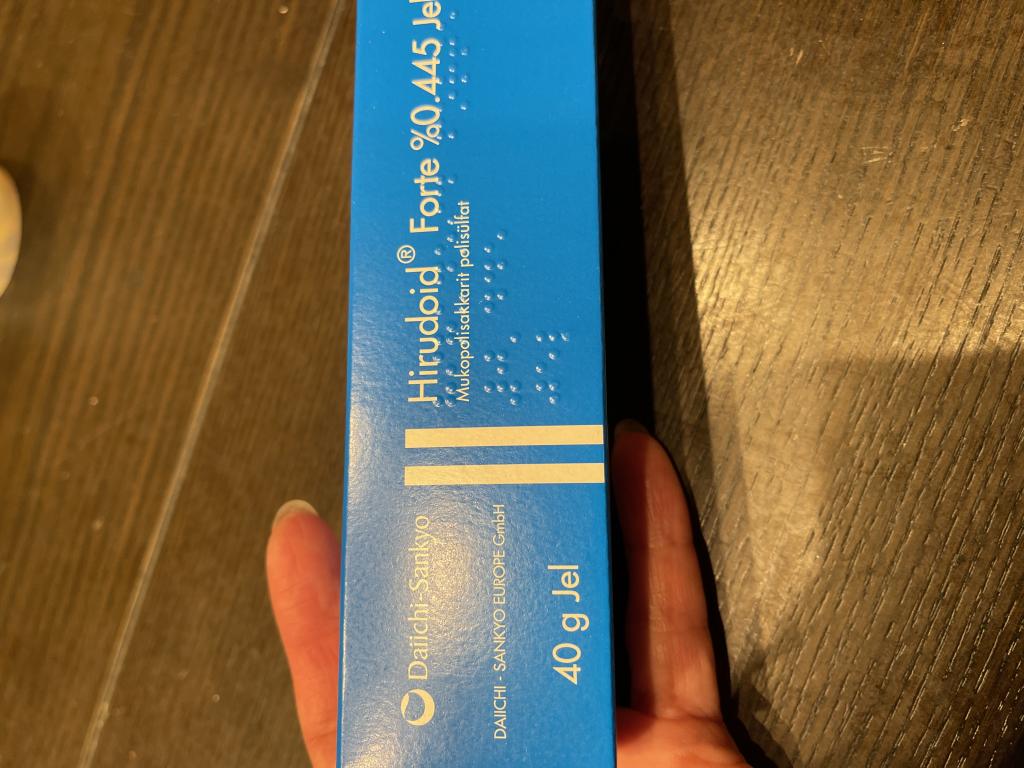 Hirudoid® Forte %0.445 Jel
Mukopolisakkarit polisülfat
Daiichi-Sankyo
DAIICHI - SANKYO EUROPE GmbH
40 g Jel